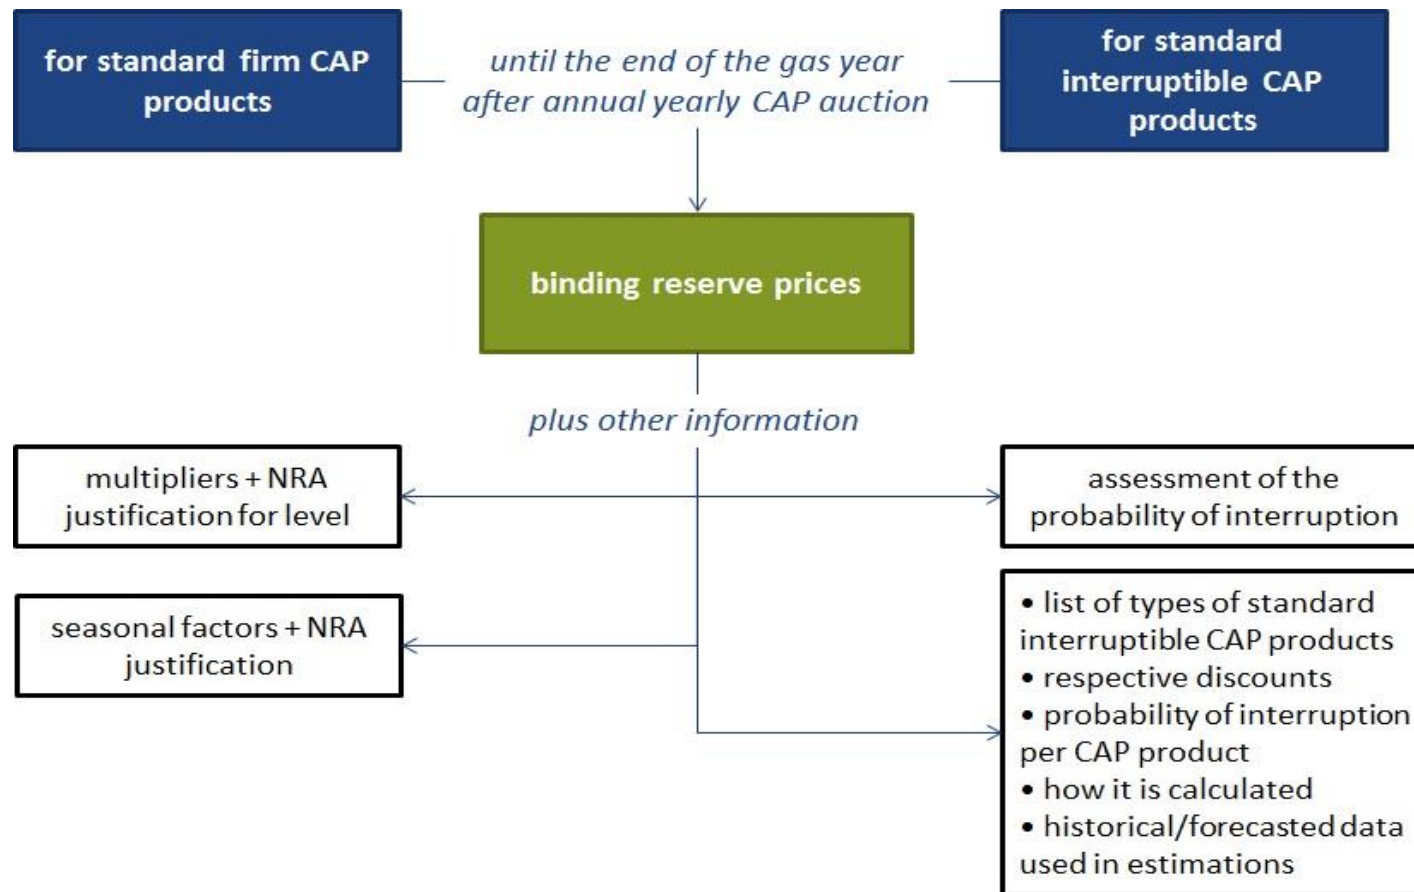 for standard firm CAP
products
until the end of the gas year
after annual yearly CAP auction
for standard
interruptible CAP
products
binding reserve prices
plus other information
multipliers + NRA
justification for level
assessment of the
probability of interruption
seasonal factors + NRA
justification
• list of types of standard
interruptible CAP products
• respective discounts
• probability of interruption
per CAP product
• how it is calculated
• historical/forecasted data
used in estimations